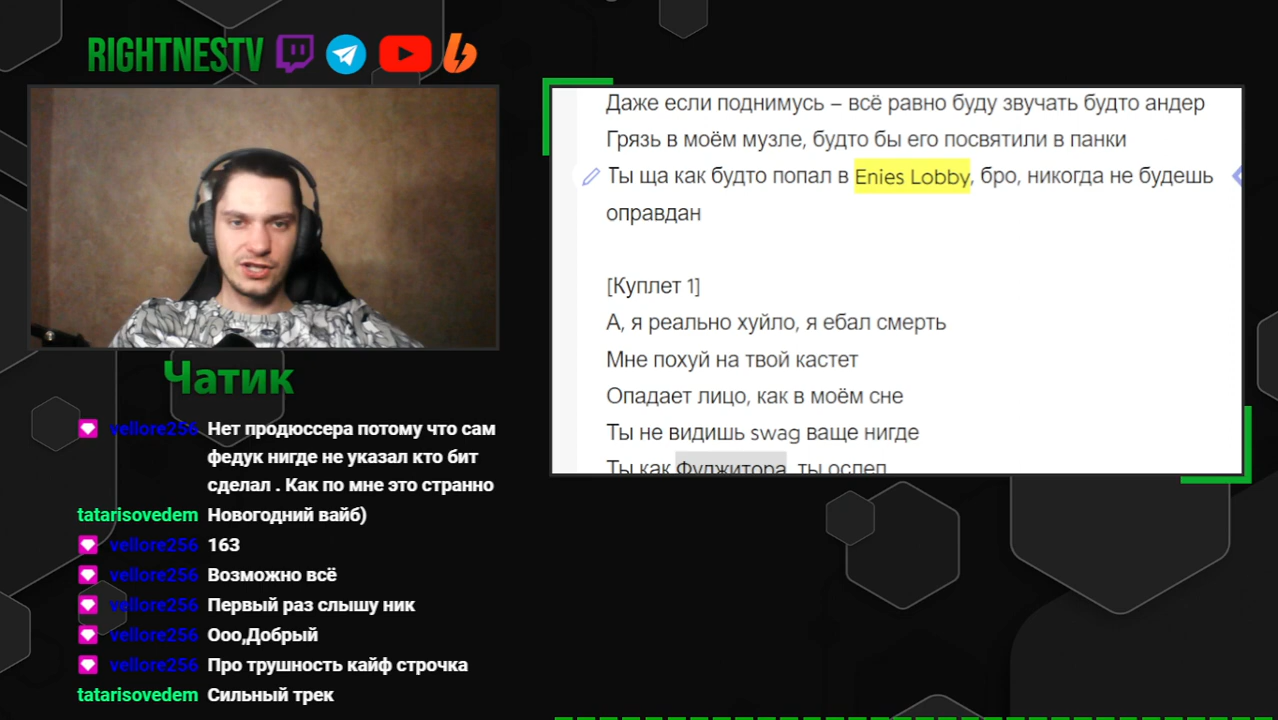 RIGHTNESTV
Даже если поднимусь – всё равно буду звучать будто андер
Грязь в моём музле, будто бы его посвятили в панки
Ты ща как будто попал в Enies Lobby, бро, никогда не будешь
оправдан
[Куплет 1]
А, я реально хуйло, я ебал смерть
Мне похуй на твой кастет
Опадает лицо, как в моём сне
Ты не видишь swag ваще нигде
Ты как Фуджитора, ты ослеп
Чатик
vellore256 Нет продюссера потому что сам
федук нигде не указал кто бит
сделал . Как по мне это странно
tatarisovedem Новогодний вайб)
vellore256 163
vellore256 Возможно всё
vellore256 Первый раз слышу ник
vellore256 Ооо,Добрый
vellore256 Про трушность кайф строчка
tatarisovedem Сильный трек